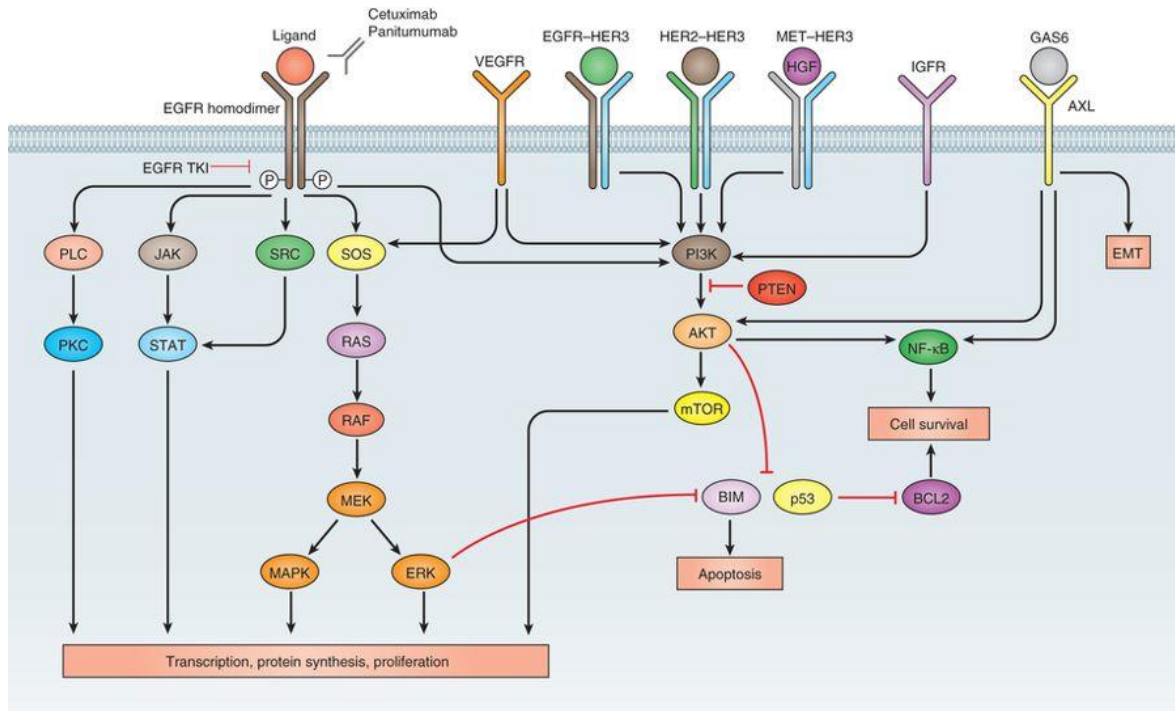 Cetuximab
Panitumumab
Ligand
EGFR–HER3
HER2–HER3
MET–HER3
GAS6
VEGFR
HGF
IGFR
EGFR homodimer
AXL
EGFR TKI
P
P
PLC
JAK
SRC
SOS
PI3K
EMT
PTEN
PKC
STAT
RAS
AKT
NF-κB
RAF
mTOR
Cell survival
MEK
BIM
p53
BCL2
MAPK
ERK
Apoptosis
Transcription, protein synthesis, proliferation